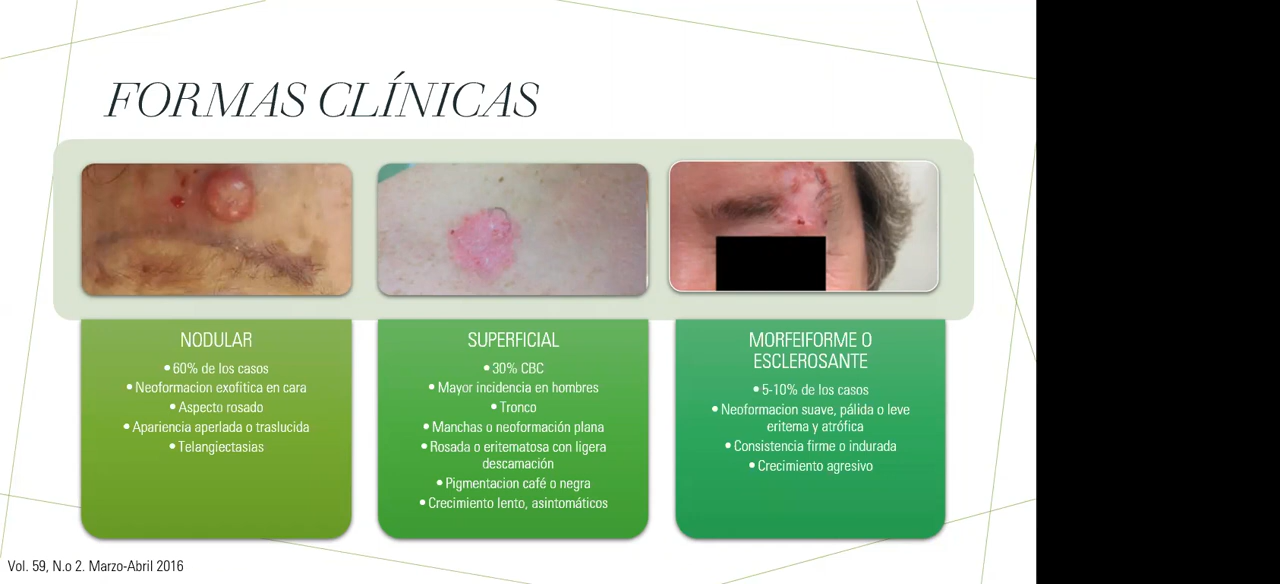 FORMAS CLÍNICAS
NODULAR
• 60% de los casos
• Neoformacion exofitica en cara
• Aspecto rosado
• Apariencia aperlada o traslucida
• Telangiectasias
SUPERFICIAL
• 30% CBC
• Mayor incidencia en hombres
• Tronco
• Manchas o neoformación plana
• Rosada o eritematosa con ligera
descamación
• Pigmentacion café o negra
• Crecimiento lento, asintomáticos
MORFEIFORME O
ESCLEROSANTE
• 5-10% de los casos
• Neoformacion suave, pálida o leve
eritema y atrófica
• Consistencia firme o indurada
• Crecimiento agresivo
Vol. 59, N.o 2. Marzo-Abril 2016